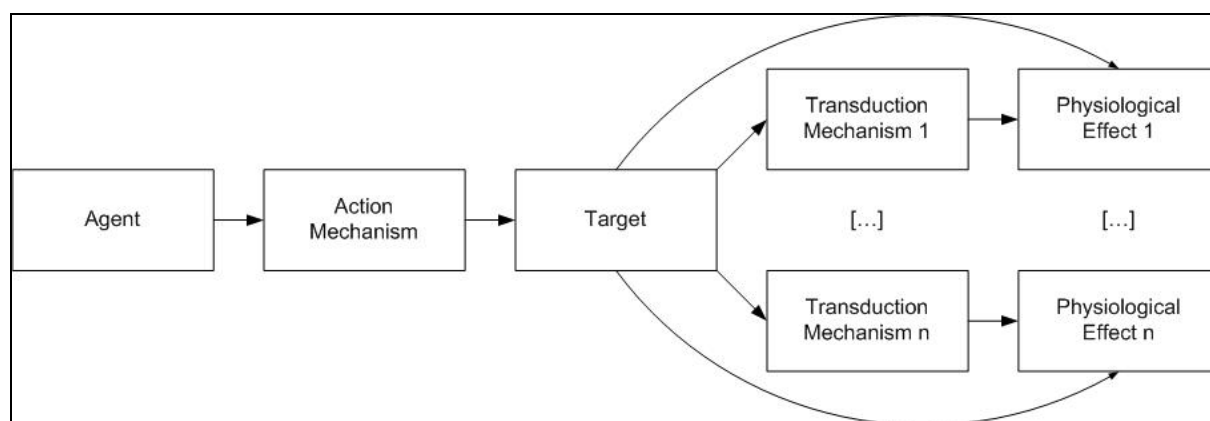 Agent
Action
Mechanism
Target
Transduction
Mechanism 1
Physiological
Effect 1
[...]
[...]
Transduction
Mechanism n
Physiological
Effect n